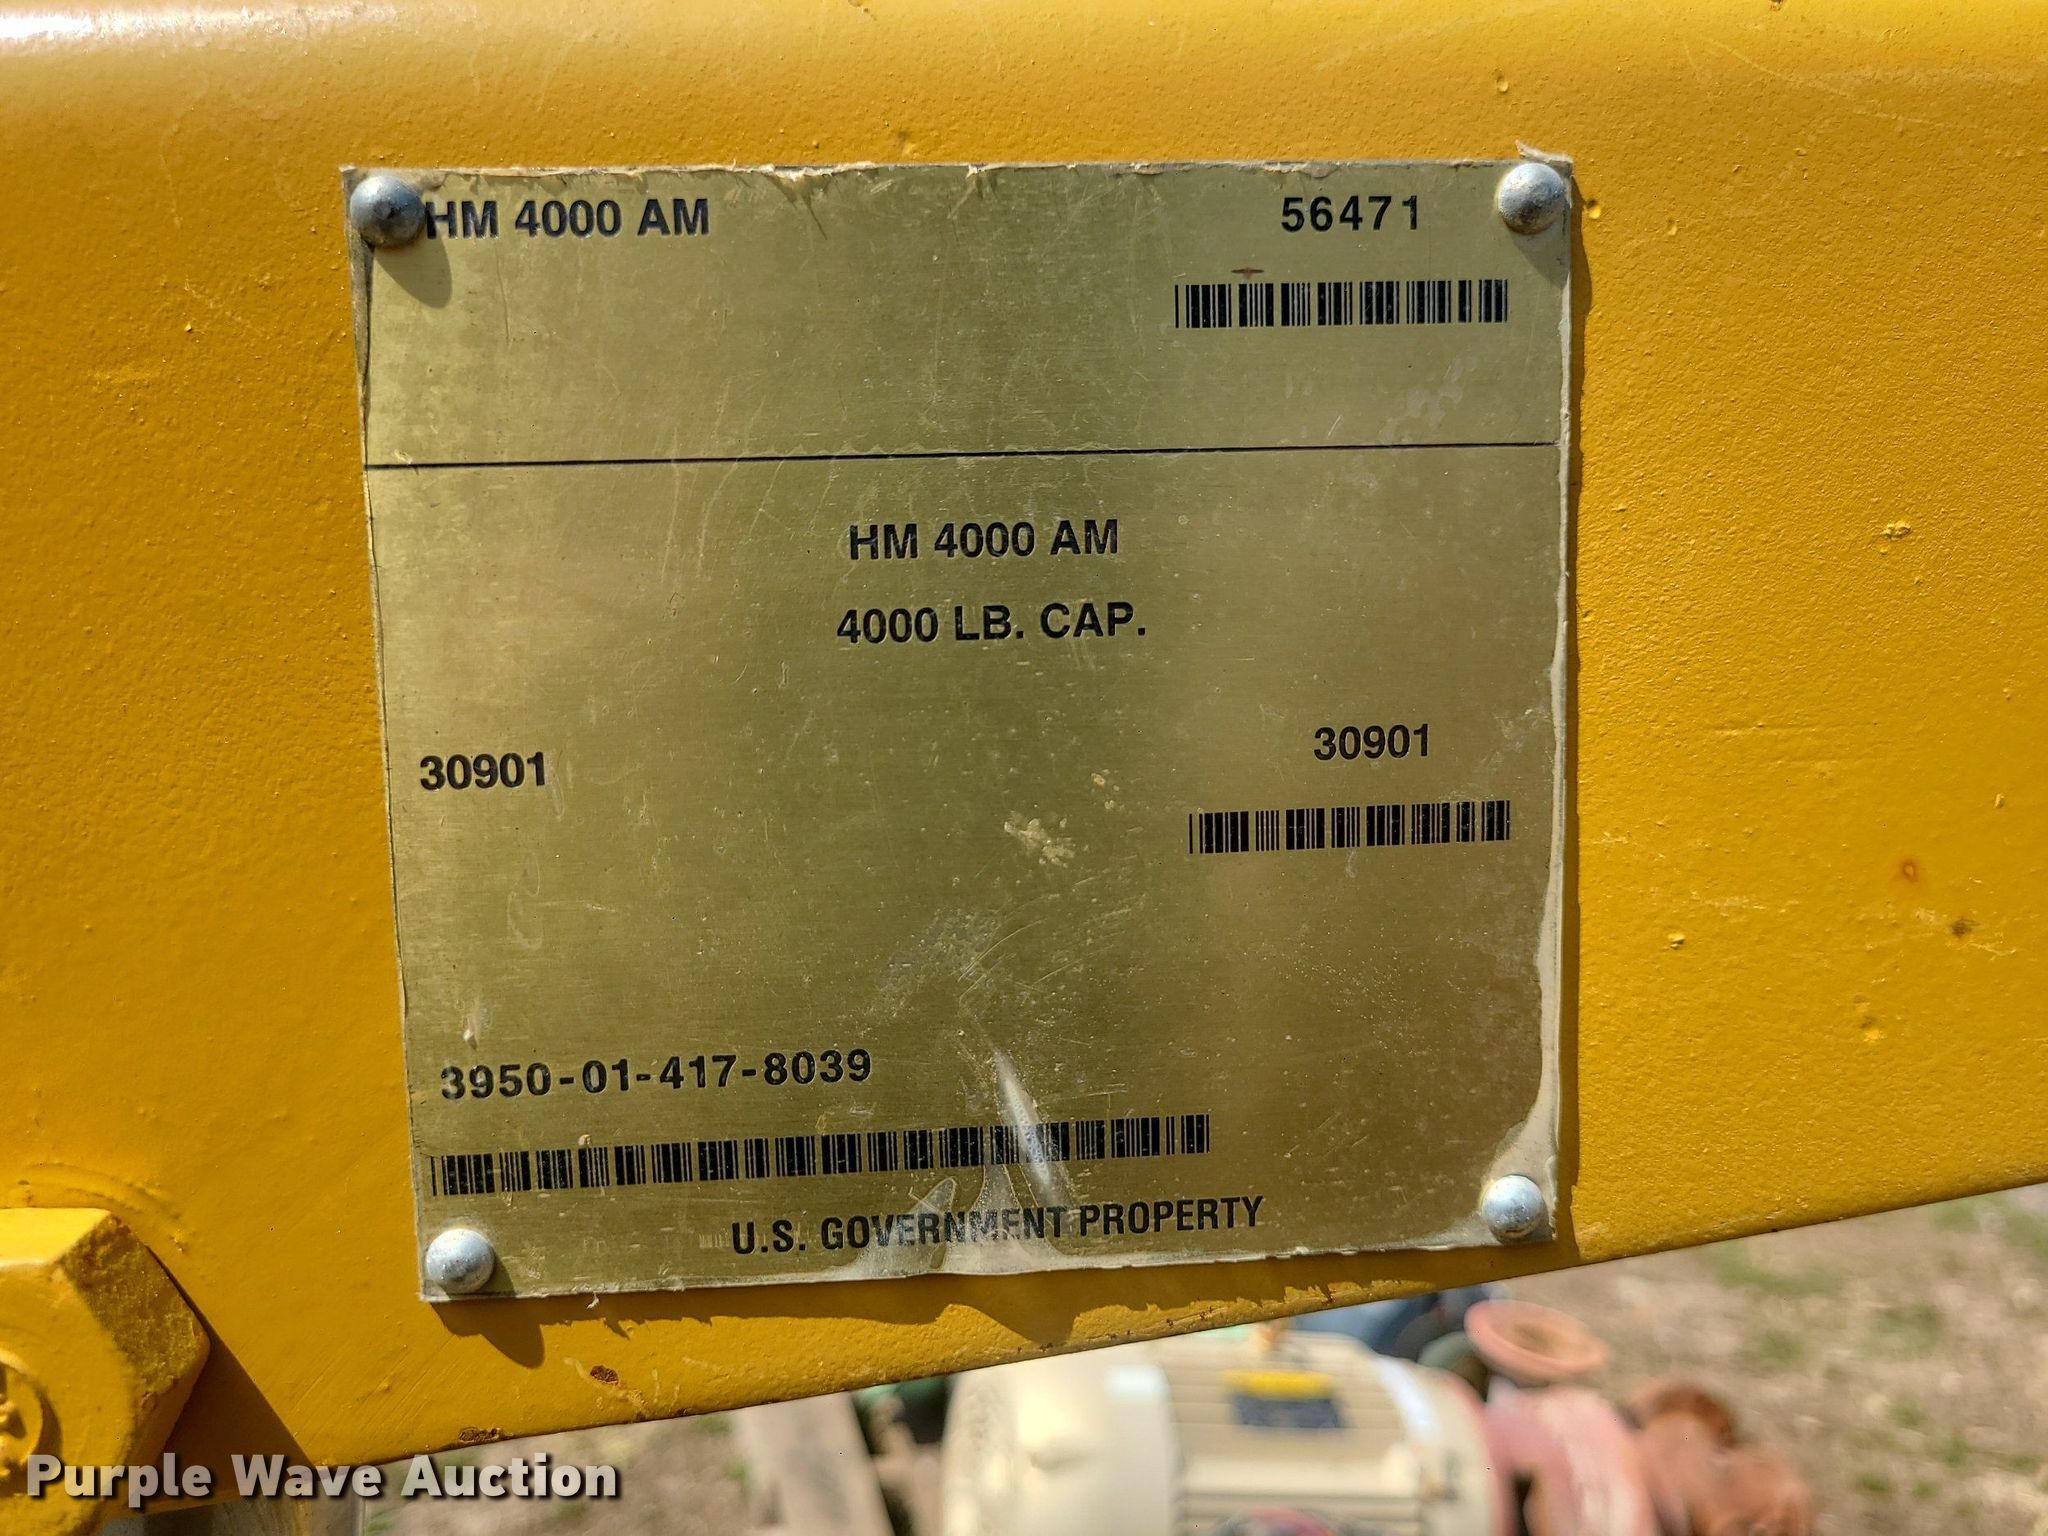 HM 4000 AM
56471
HM 4000 AM
4000 LB. CAP.
30901
30901
3950-01-417-8039
U.S. GOVERNMENT PROPERTY
Purple Wave Auction